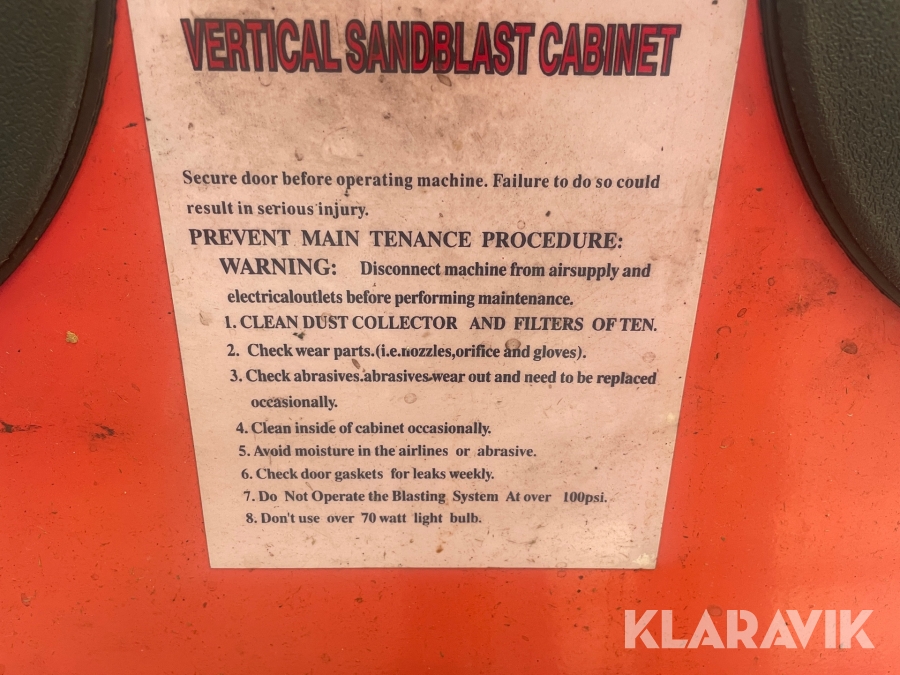 VERTICAL SANDBLAST CABINET
Secure door before operating machine. Failure to do so could
result in serious injury.
PREVENT MAIN TENANCE PROCEDURE:
WARNING: Disconnect machine from airsupply and
electricaloutlets before performing maintenance.
1. CLEAN DUST COLLECTOR AND FILTERS OF TEN.
2. Check wear parts.(i.e.nozzles,orifice and gloves).
3. Check abrasives.abrasives.wear out and need to be replaced
occasionally.
4. Clean inside of cabinet occasionally.
5. Avoid moisture in the airlines or abrasive.
6. Check door gaskets for leaks weekly.
7. Do Not Operate the Blasting System At over 100psi.
8. Don't use over 70 watt light bulb.
KLARAVIK